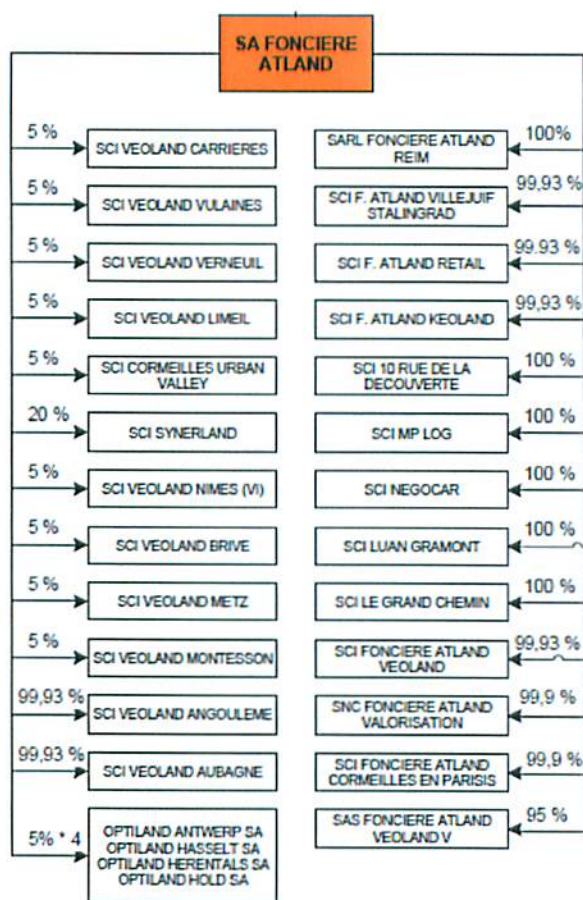 SA FONCIERE
ATLAND
5 %
SCI VEOLAND CARRIERES
5 %
SCI VEOLAND VULAINES
5 %
SCI VEOLAND VERNEUIL
5 %
SCI VEOLAND LIMEIL
5 %
SCI CORMEILLES URBAN
VALLEY
20 %
SCI SYNERLAND
5 %
SCI VEOLAND NIMES (VI)
5 %
SCI VEOLAND BRIVE
5 %
SCI VEOLAND METZ
5 %
SCI VEOLAND MONTESSON
99,93 %
SCI VEOLAND ANGOULEME
99,93 %
SCI VEOLAND AUBAGNE
5% * 4
OPTILAND ANTWERP SA
OPTILAND HASSELT SA
OPTILAND HERENTALS SA
OPTILAND HOLD SA
SARL FONCIERE ATLAND
REIM
100%
SCI F. ATLAND VILLEJUIF
STALINGRAD
99,93 %
SCI F. ATLAND RETAIL
99.93 %
SCI F. ATLAND KEOLAND
99,93 %
SCI 10 RUE DE LA
DECOUVERTE
100 %
SCI MP LOG
100 %
SCI NEGOCAR
100 %
SCI LUAN GRAMONT
100 %
SCI LE GRAND CHEMIN
100 %
SCI FONCIERE ATLAND
VEOLAND
99,93 %
SNC FONCIERE ATLAND
VALORISATION
99,9 %
SCI FONCIERE ATLAND
CORMEILLES EN PARISIS
99,9 %
SAS FONCIERE ATLAND
VEOLAND V
95 %